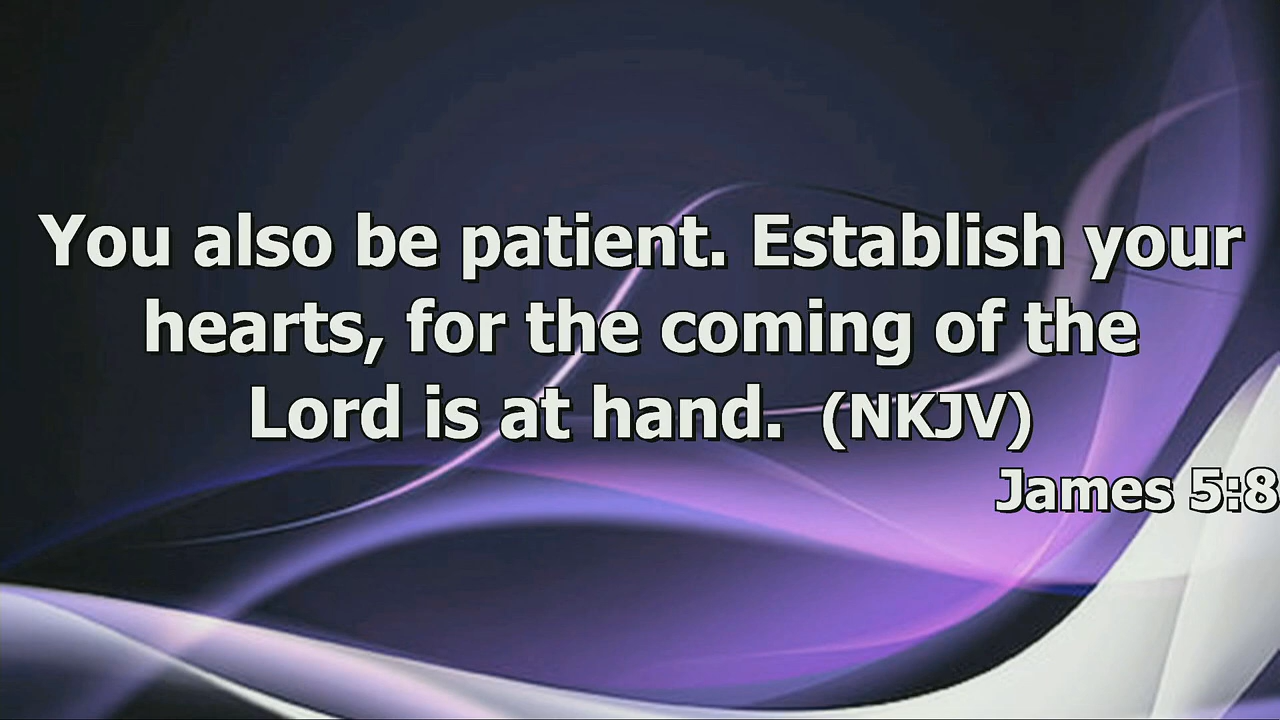 You also be patient. Establish your
hearts, for the coming of the
Lord is at hand. (NKJV)
James 5:8